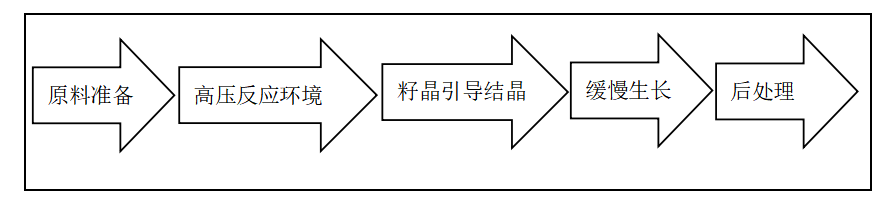 原料准备
高压反应环境
籽晶引导结晶
缓慢生长
后处理